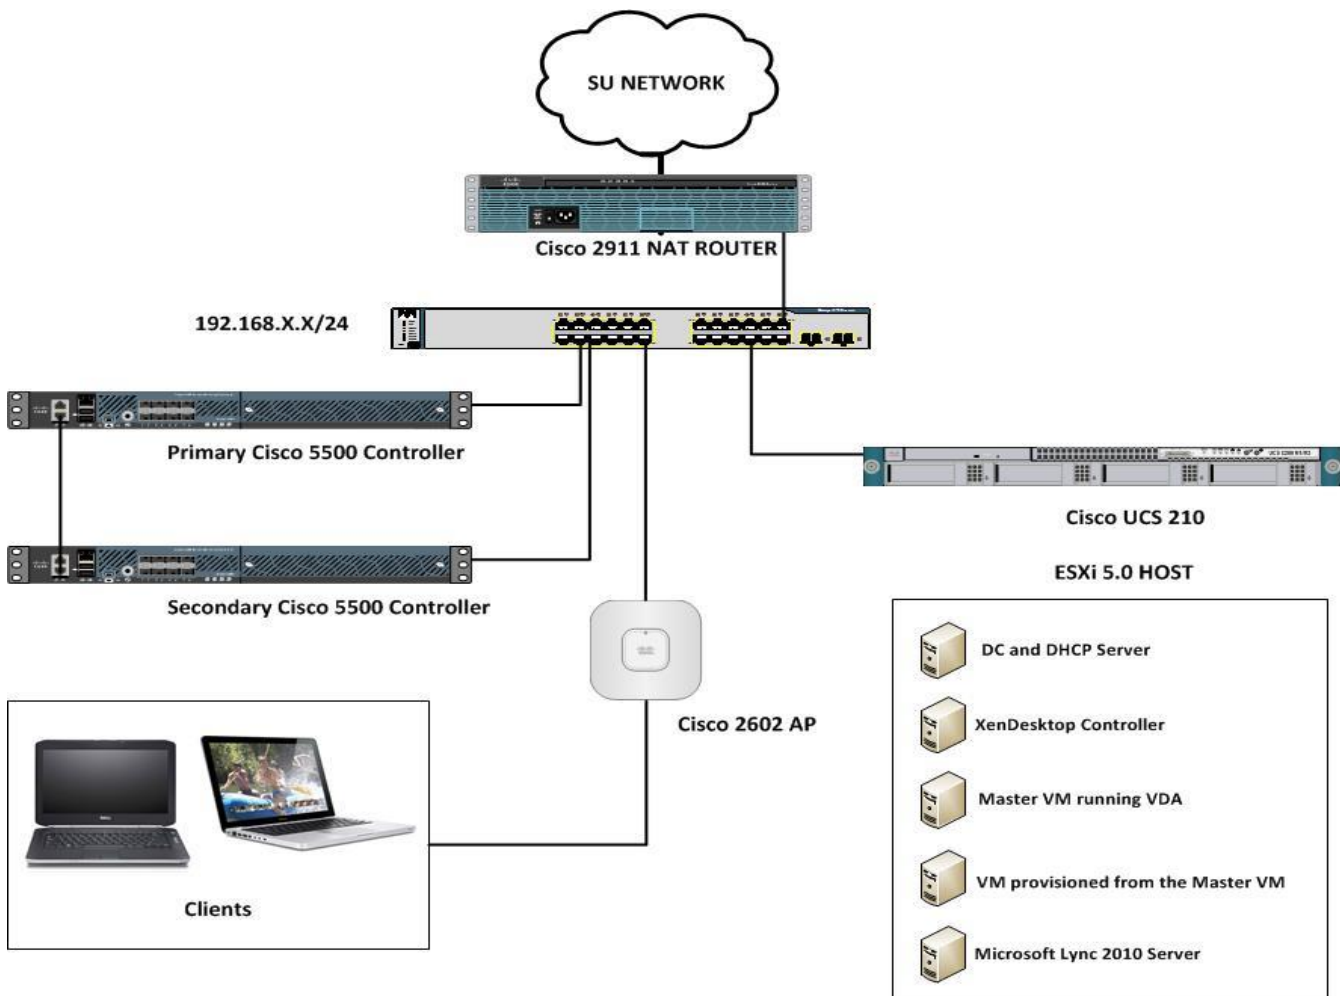 SU NETWORK
Cisco 2911 NAT ROUTER
192.168.X.X/24
Primary Cisco 5500 Controller
Cisco UCS 210
ESXi 5.0 HOST
Secondary Cisco 5500 Controller
DC and DHCP Server
Cisco 2602 AP
XenDesktop Controller
Master VM running VDA
VM provisioned from the Master VM
Clients
Microsoft Lync 2010 Server